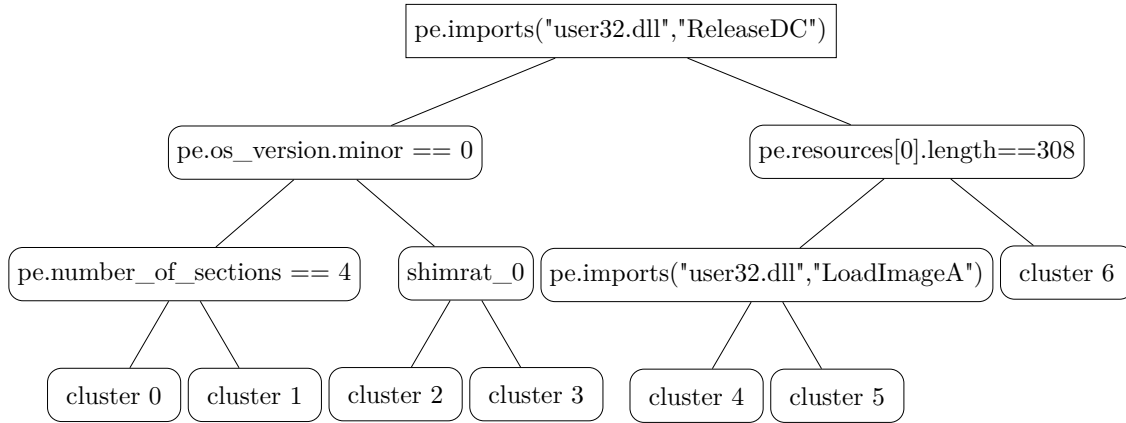 pe.imports("user32.dll","ReleaseDC")
pe.os_version.minor == 0
pe.resources[0].length==308
pe.number_of_sections == 4
shimrat_0
pe.imports("user32.dll","LoadImageA")
cluster 6
cluster 0
cluster 1
cluster 2
cluster 3
cluster 4
cluster 5